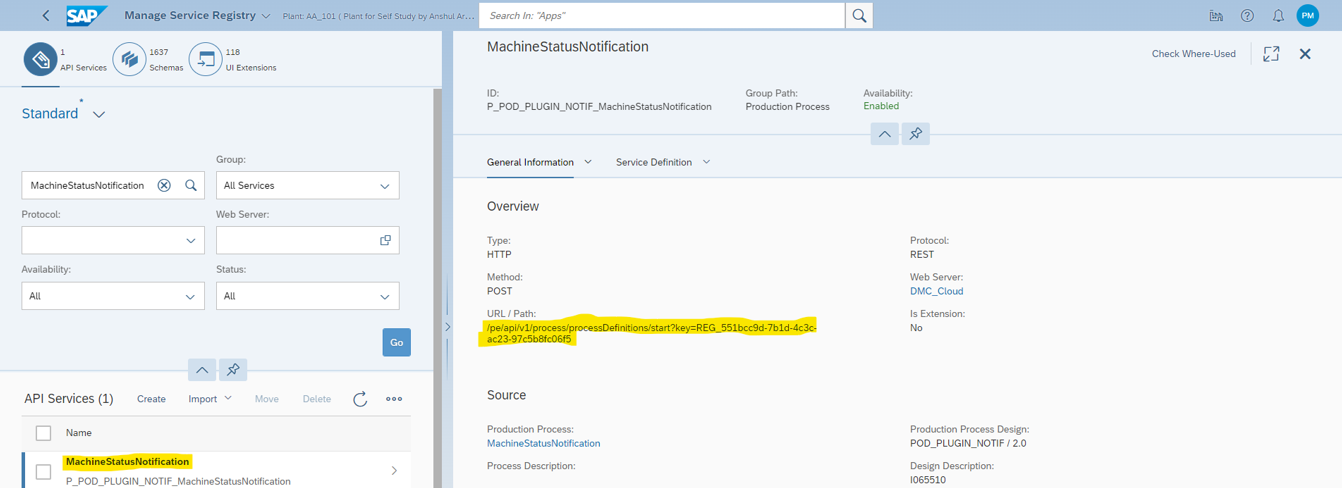 SAP
Manage Service Registry
Plant: AA_101 ( Plant for Self Study by Anshul Ar...
Search In: "Apps"
PM
1
API Services
1637
Schemas
118
UI Extensions
Standard
*
Group:
MachineStatusNotification
All Services
Protocol:
Web Server:
Availability:
Status:
All
All
Go
API Services (1)
Create
Import
Move
Delete
Name
MachineStatusNotification
P_POD_PLUGIN_NOTIF_MachineStatusNotification
MachineStatusNotification
Check Where-Used
ID:
P_POD_PLUGIN_NOTIF_MachineStatusNotification
Group Path:
Production Process
Availability:
Enabled
General Information
Service Definition
Overview
Type:
HTTP
Protocol:
REST
Method:
POST
Web Server:
DMC_Cloud
URL / Path:
/pe/api/v1/process/processDefinitions/start?key=REG_551bcc9d-7b1d-4c3c-
ac23-97c5b8fc06f5
Is Extension:
No
Source
Production Process:
MachineStatusNotification
Production Process Design:
POD_PLUGIN_NOTIF / 2.0
Process Description:
Design Description:
I065510